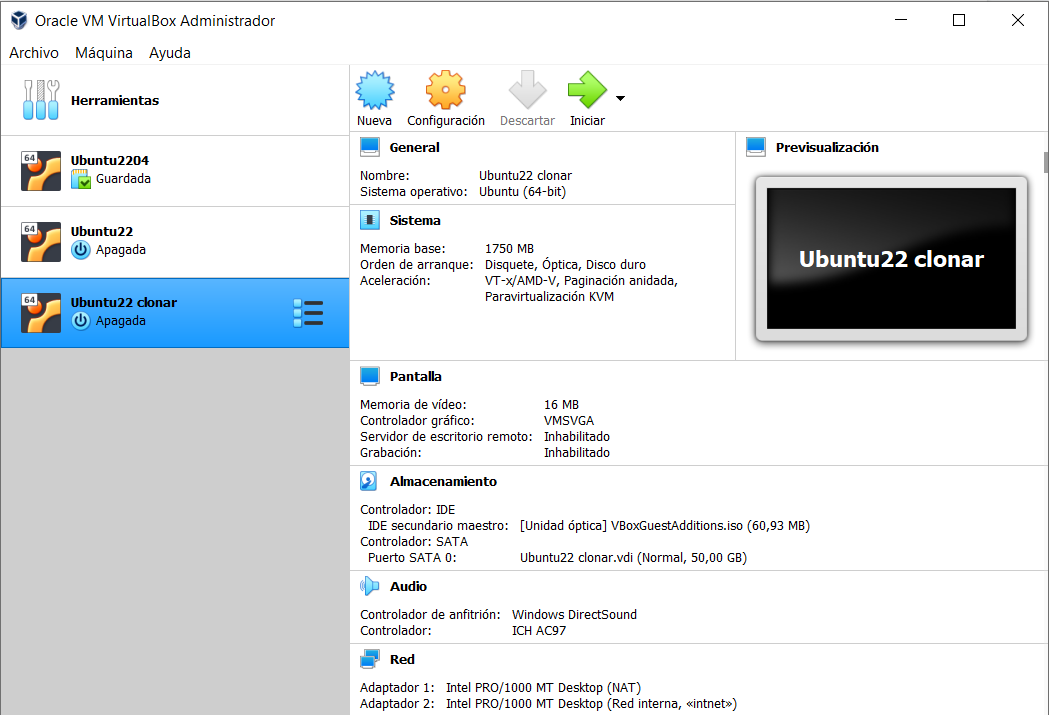 Oracle VM VirtualBox Administrador
Archivo Máquina Ayuda
Herramientas
64
Ubuntu2204
Guardada
64
Ubuntu22
Apagada
64
Ubuntu22 clonar
Apagada
Nueva Configuración Descartar Iniciar
General
Nombre: Ubuntu22 clonar
Sistema operativo: Ubuntu (64-bit)
Sistema
Memoria base: 1750 MB
Orden de arranque: Disquete, Óptica, Disco duro
Aceleración: VT-x/AMD-V, Paginación anidada,
Paravirtualización KVM
Previsualización
Ubuntu22 clonar
Pantalla
Memoria de vídeo: 16 MB
Controlador gráfico: VMSVGA
Servidor de escritorio remoto: Inhabilitado
Grabación: Inhabilitado
Almacenamiento
Controlador: IDE
IDE secundario maestro: [Unidad óptica] VBoxGuestAdditions.iso (60,93 MB)
Controlador: SATA
Puerto SATA 0: Ubuntu22 clonar.vdi (Normal, 50,00 GB)
Audio
Controlador de anfitrión: Windows DirectSound
Controlador: ICH AC97
Red
Adaptador 1: Intel PRO/1000 MT Desktop (NAT)
Adaptador 2: Intel PRO/1000 MT Desktop (Red interna, «intnet»)